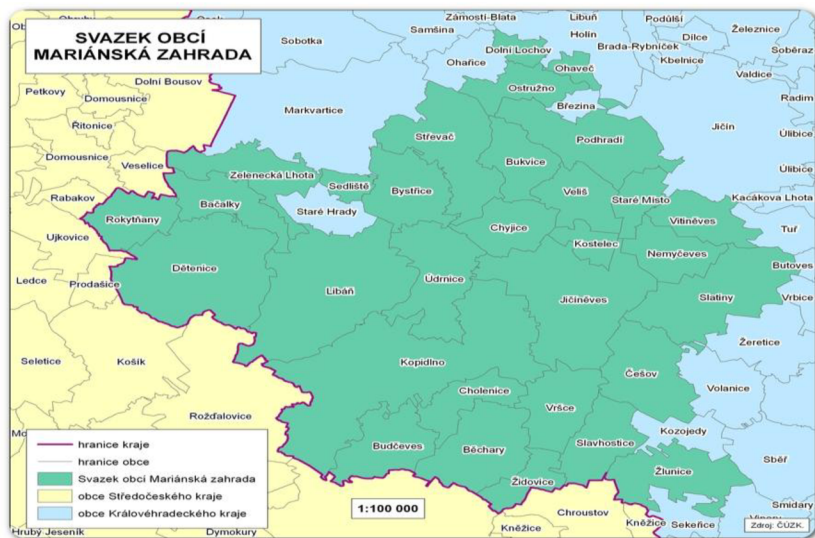 SVAZEK OBCÍ
MARIÁNSKÁ ZAHRADA
Zámostí-Blata
Libuň
Podůlší
Samšina
Holín
Dílce
Železnice
Sobotka
Dolní Lochov
Brada-Rybníček
Soběraz
Ohařice
Ohaveč
Kbelnice
Valdice
Dolní Bousov
Petkovy
Domousnice
Ostružno
Březina
Radim
Markvartice
Řitonice
Střevač
Podhradí
Jičín
Úlibice
Domousnice
Veselice
Bukvice
Úlibice
Zelenecká Lhota
Sedliště
Bystřice
Veliš
Staré Místo
Kacákova Lhota
Rabakov
Bačalky
Staré Hrady
Rokytňany
Vitiněves
Tuř
Ujkovice
Chyjice
Kostelec
Nemyčeves
Butoves
Dětenice
Ledce
Prodašice
Libáň
Údrnice
Jičíněves
Slatiny
Vrbice
Žeretice
Seletice
Košík
Kopidlno
Češov
Cholenice
Volanice
Vršce
Rožďalovice
Kozojedy
Budčeves
Běchary
Slavhostice
Sběř
Žlunice
Židovice
Smidary
Chroustov
Kněžice
Kněžice
Sekeřice
hranice kraje
hranice obce
Svazek obcí Mariánská zahrada
obce Středočeského kraje
obce Královéhradeckého kraje
1:100 000
Hrubý Jeseník
Dymokury
Zdroj: ČÚZK.